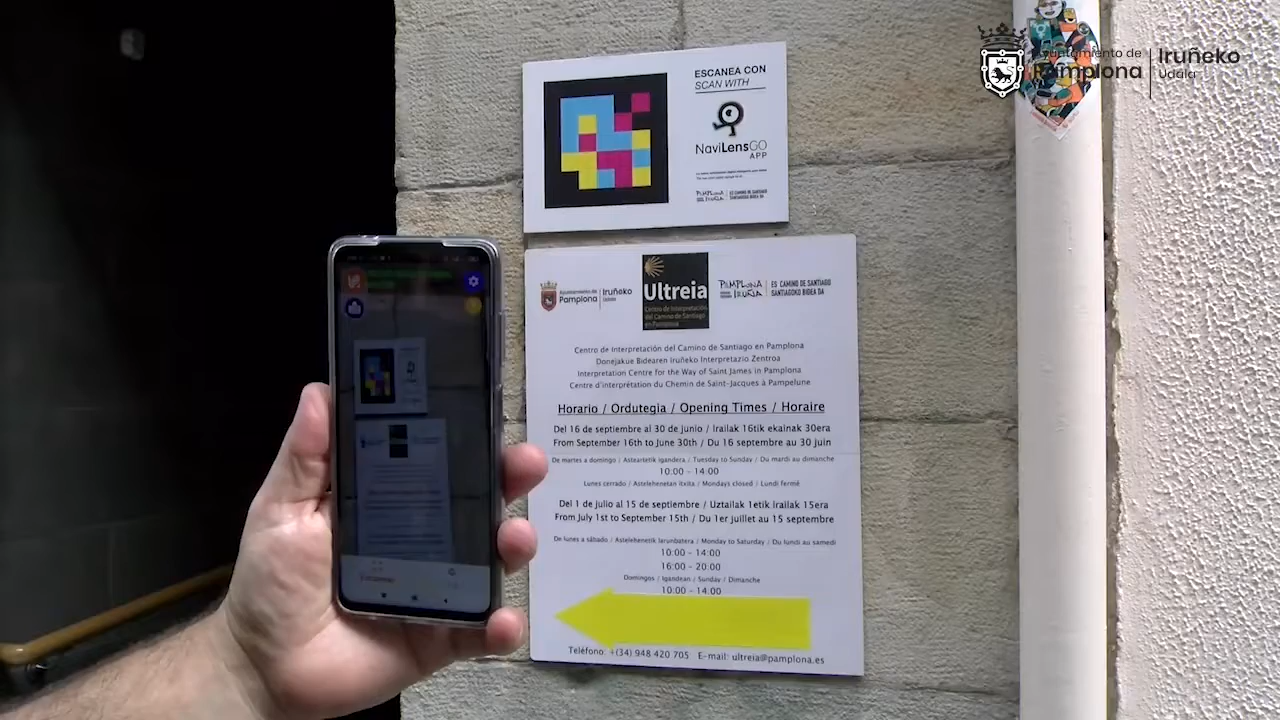 Ayuntamiento de
Pamplona
Iruñeko
Udala
ESCANEA CON
SCAN WITH
NaviLensGO
APP
PAMPLONA
IRUÑA
ES CAMINO DE SANTIAGO
SANTIAGOKO BIDEA DA
Ayuntamiento de
Pamplona
Iruñeko
Udala
Ultreia
Centro de Interpretación
del Camino de Santiago
en Pamplona
PAMPLONA
IRUÑA
ES CAMINO DE SANTIAGO
SANTIAGOKO BIDEA DA
Centro de Interpretación del Camino de Santiago en Pamplona
Donejakue Bidearen Iruñeko Interpretazio Zentroa
Interpretation Centre for the Way of Saint James in Pamplona
Centre d'interprétation du Chemin de Saint-Jacques à Pampelune
Horario / Ordutegia / Opening Times / Horaire
Del 16 de septiembre al 30 de junio / Irailak 16tik ekainak 30era
From September 16th to June 30th / Du 16 septembre au 30 juin
De martes a domingo / Asteartetik igandera / Tuesday to Sunday / Du mardi au dimanche
10:00 - 14:00
Lunes cerrado / Astelehenetan itxita / Mondays closed / Lundi fermé
Del 1 de julio al 15 de septiembre / Uztailak 1etik irailak 15era
From July 1st to September 15th / Du 1er juillet au 15 septembre
De lunes a sábado / Astelehenetik larunbatera / Monday to Saturday / Du lundi au samedi
10:00 - 14:00
16:00 - 20:00
Domingos / Igandean / Sunday / Dimanche
10:00 - 14:00
Teléfono: +(34) 948 420 705 E-mail: ultreia@pamplona.es